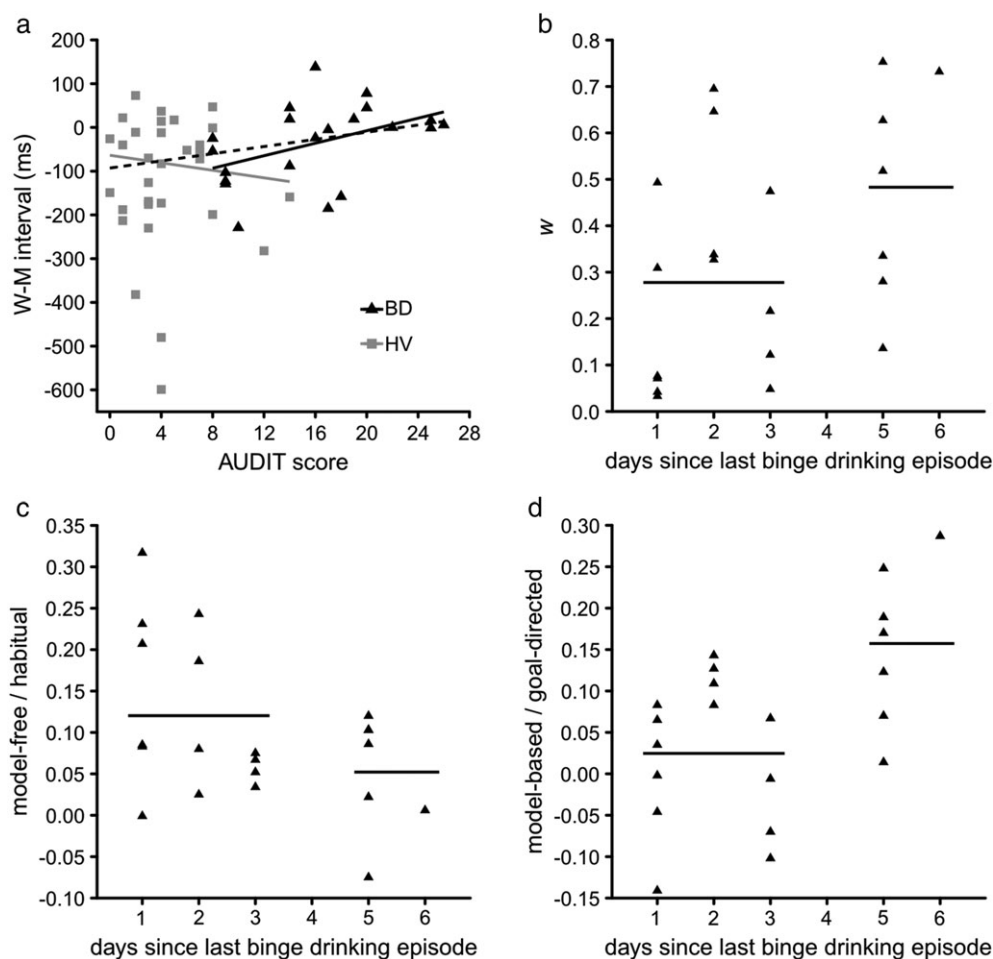 a
200
100
0
-100
-200
-300
-400
-500
-600
W-M interval (ms)
BD
HV
0 4 8 12 16 20 24 28
AUDIT score
b
0.8
0.7
0.6
0.5
0.4
0.3
0.2
0.1
0.0
w
1 2 3 4 5 6
days since last binge drinking episode
c
0.35
0.30
0.25
0.20
0.15
0.10
0.05
0.00
-0.05
-0.10
model-free / habitual
1 2 3 4 5 6
days since last binge drinking episode
d
0.30
0.25
0.20
0.15
0.10
0.05
0.00
-0.05
-0.10
-0.15
model-based / goal-directed
1 2 3 4 5 6
days since last binge drinking episode